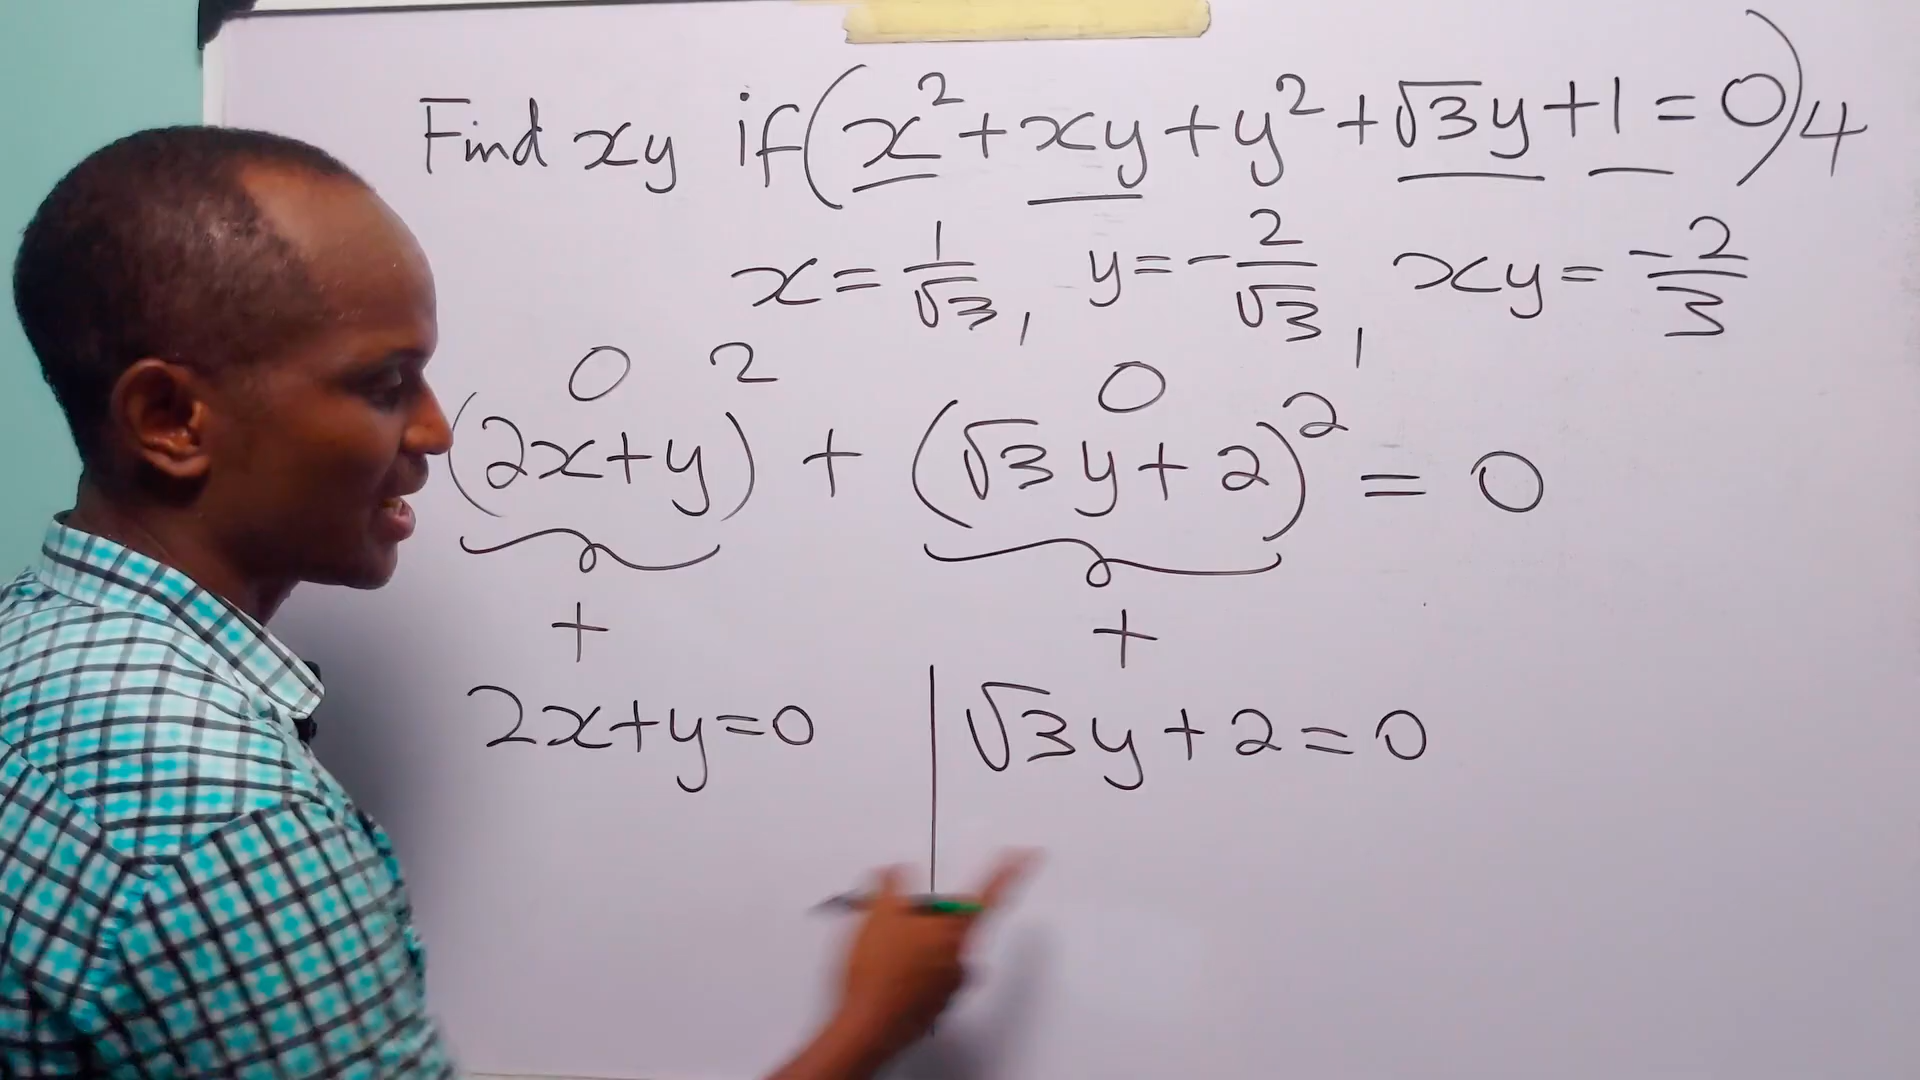 Find xy if (x² + xy + y² + √3y + 1 = 0)4
x = 1/√3, y = -2/√3, xy = -2/3
0 0
(2x + y)² + (√3y + 2)² = 0
+ +
2x + y = 0 | √3y + 2 = 0